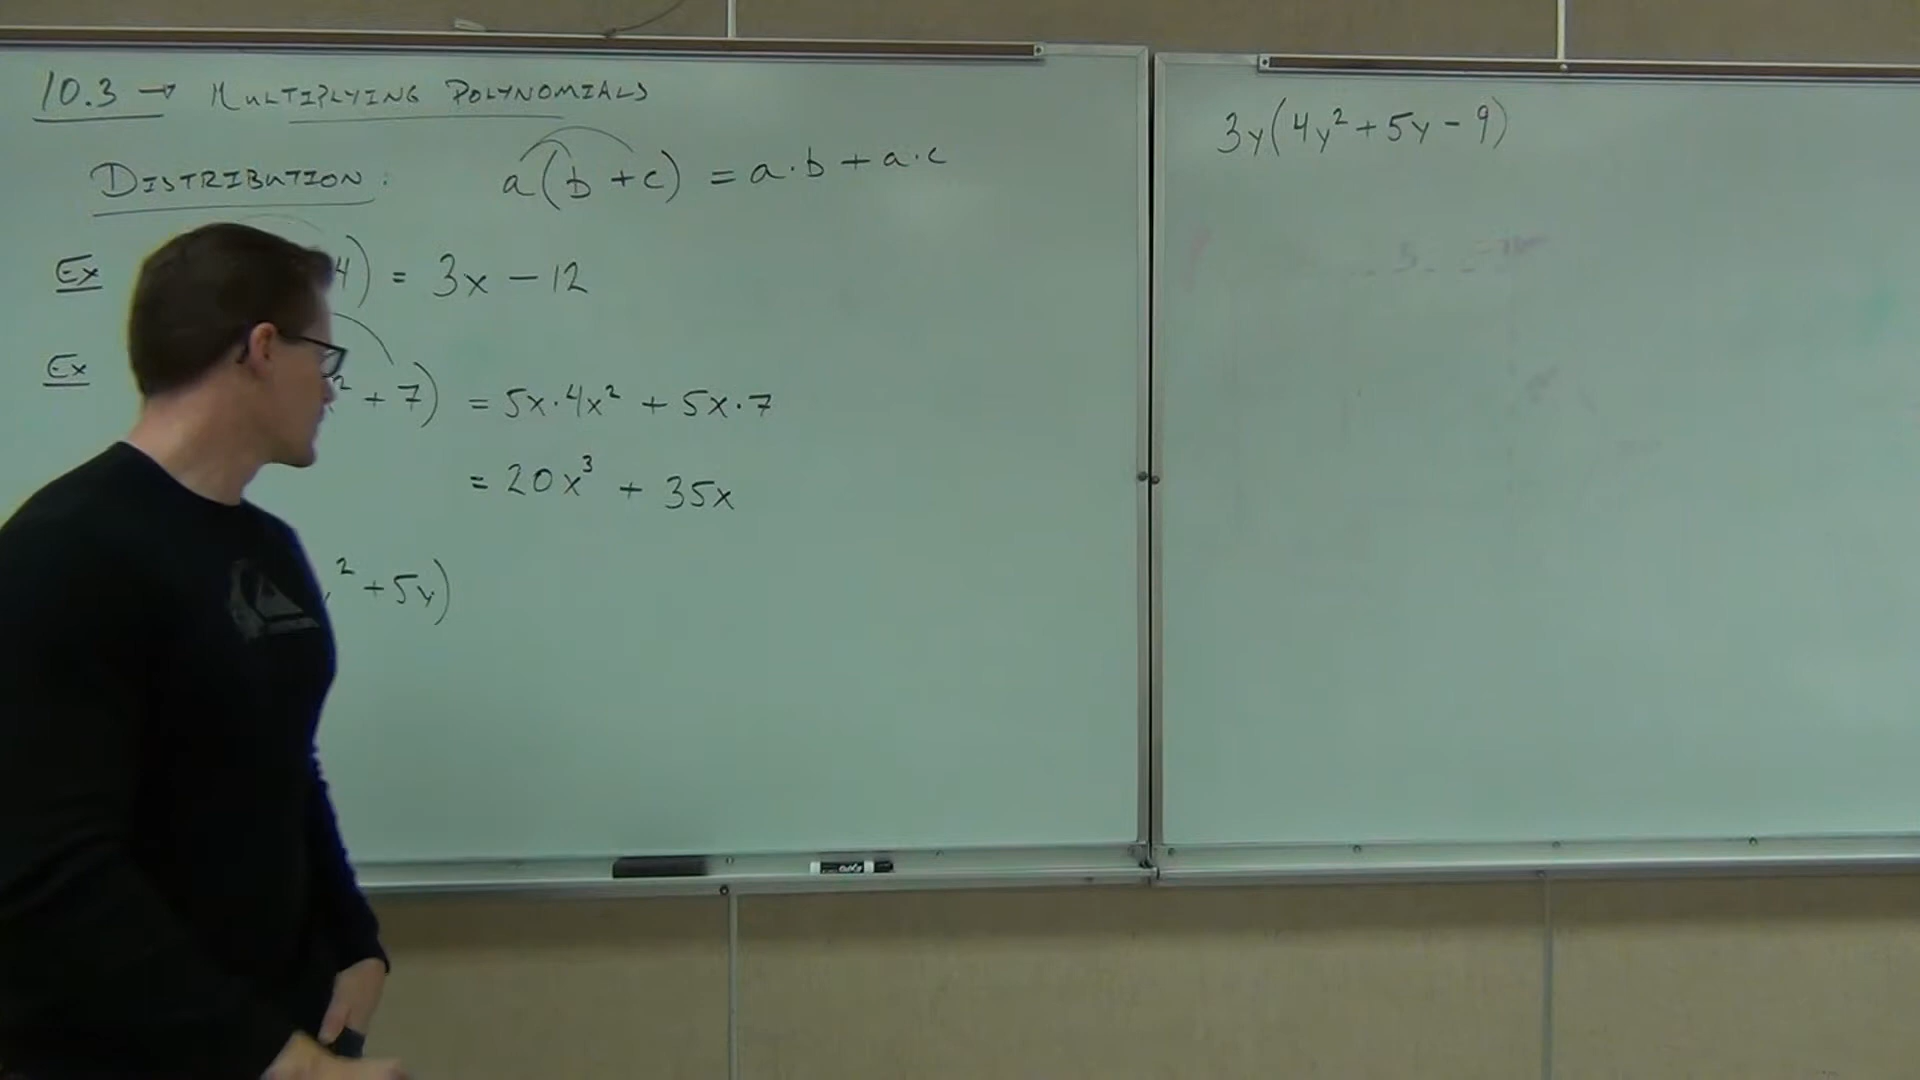 10.3 → MULTIPLYING POLYNOMIALS
DISTRIBUTION: a(b + c) = a·b + a·c
Ex 4) = 3x − 12
Ex ² + 7) = 5x·4x² + 5x·7
= 20x³ + 35x
² + 5y)
3y(4y² + 5y − 9)